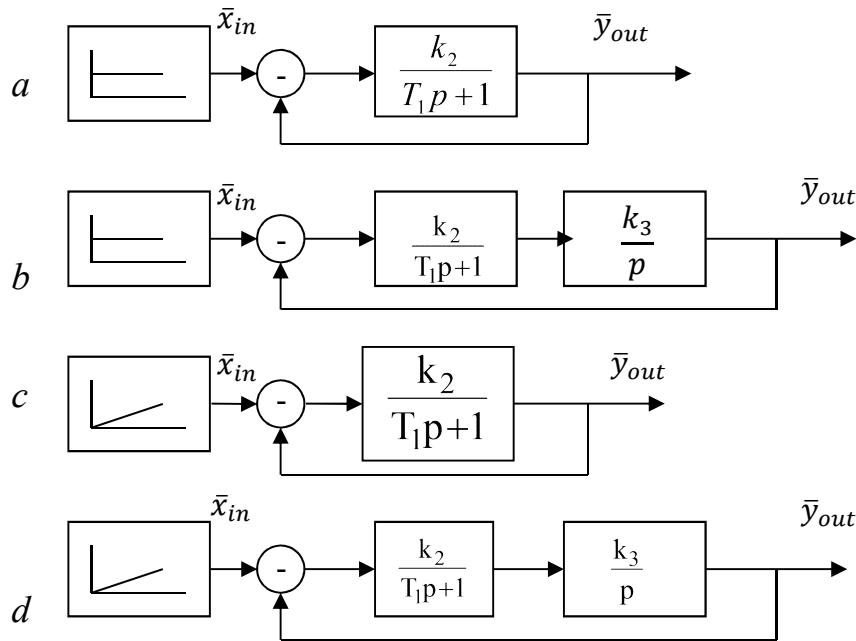 a
x̄in
k2
T1p+1
ȳout
b
x̄in
k2
T1p+1
k3
p
ȳout
c
x̄in
k2
T1p+1
ȳout
d
x̄in
k2
T1p+1
k3
p
ȳout